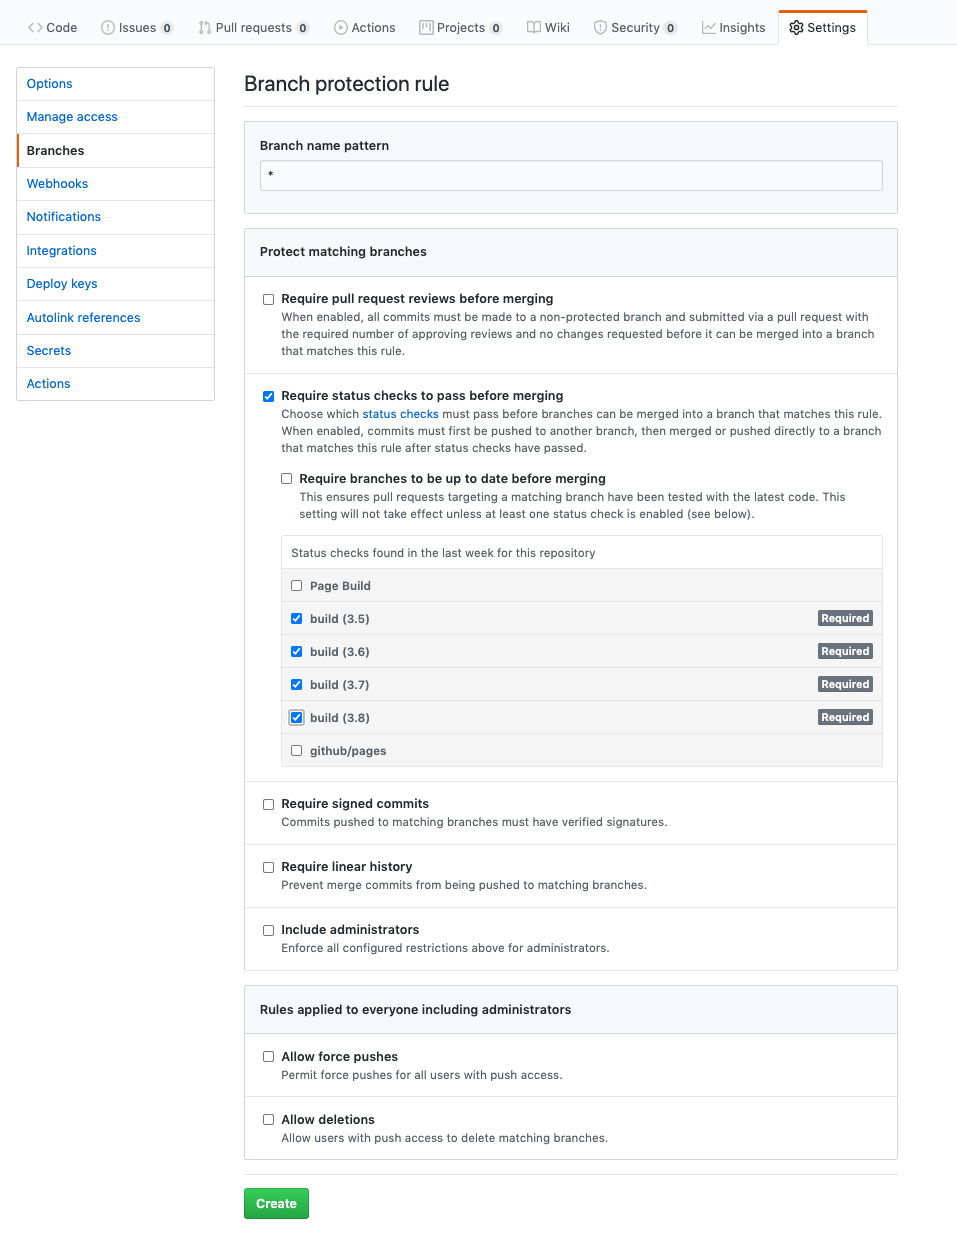 Code Issues 0 Pull requests 0 Actions Projects 0 Wiki Security 0 Insights Settings
Options
Manage access
Branches
Webhooks
Notifications
Integrations
Deploy keys
Autolink references
Secrets
Actions
Branch protection rule
Branch name pattern
*
Protect matching branches
Require pull request reviews before merging
When enabled, all commits must be made to a non-protected branch and submitted via a pull request with
the required number of approving reviews and no changes requested before it can be merged into a branch
that matches this rule.
Require status checks to pass before merging
Choose which status checks must pass before branches can be merged into a branch that matches this rule.
When enabled, commits must first be pushed to another branch, then merged or pushed directly to a branch
that matches this rule after status checks have passed.
Require branches to be up to date before merging
This ensures pull requests targeting a matching branch have been tested with the latest code. This
setting will not take effect unless at least one status check is enabled (see below).
Status checks found in the last week for this repository
Page Build
build (3.5) Required
build (3.6) Required
build (3.7) Required
build (3.8) Required
github/pages
Require signed commits
Commits pushed to matching branches must have verified signatures.
Require linear history
Prevent merge commits from being pushed to matching branches.
Include administrators
Enforce all configured restrictions above for administrators.
Rules applied to everyone including administrators
Allow force pushes
Permit force pushes for all users with push access.
Allow deletions
Allow users with push access to delete matching branches.
Create